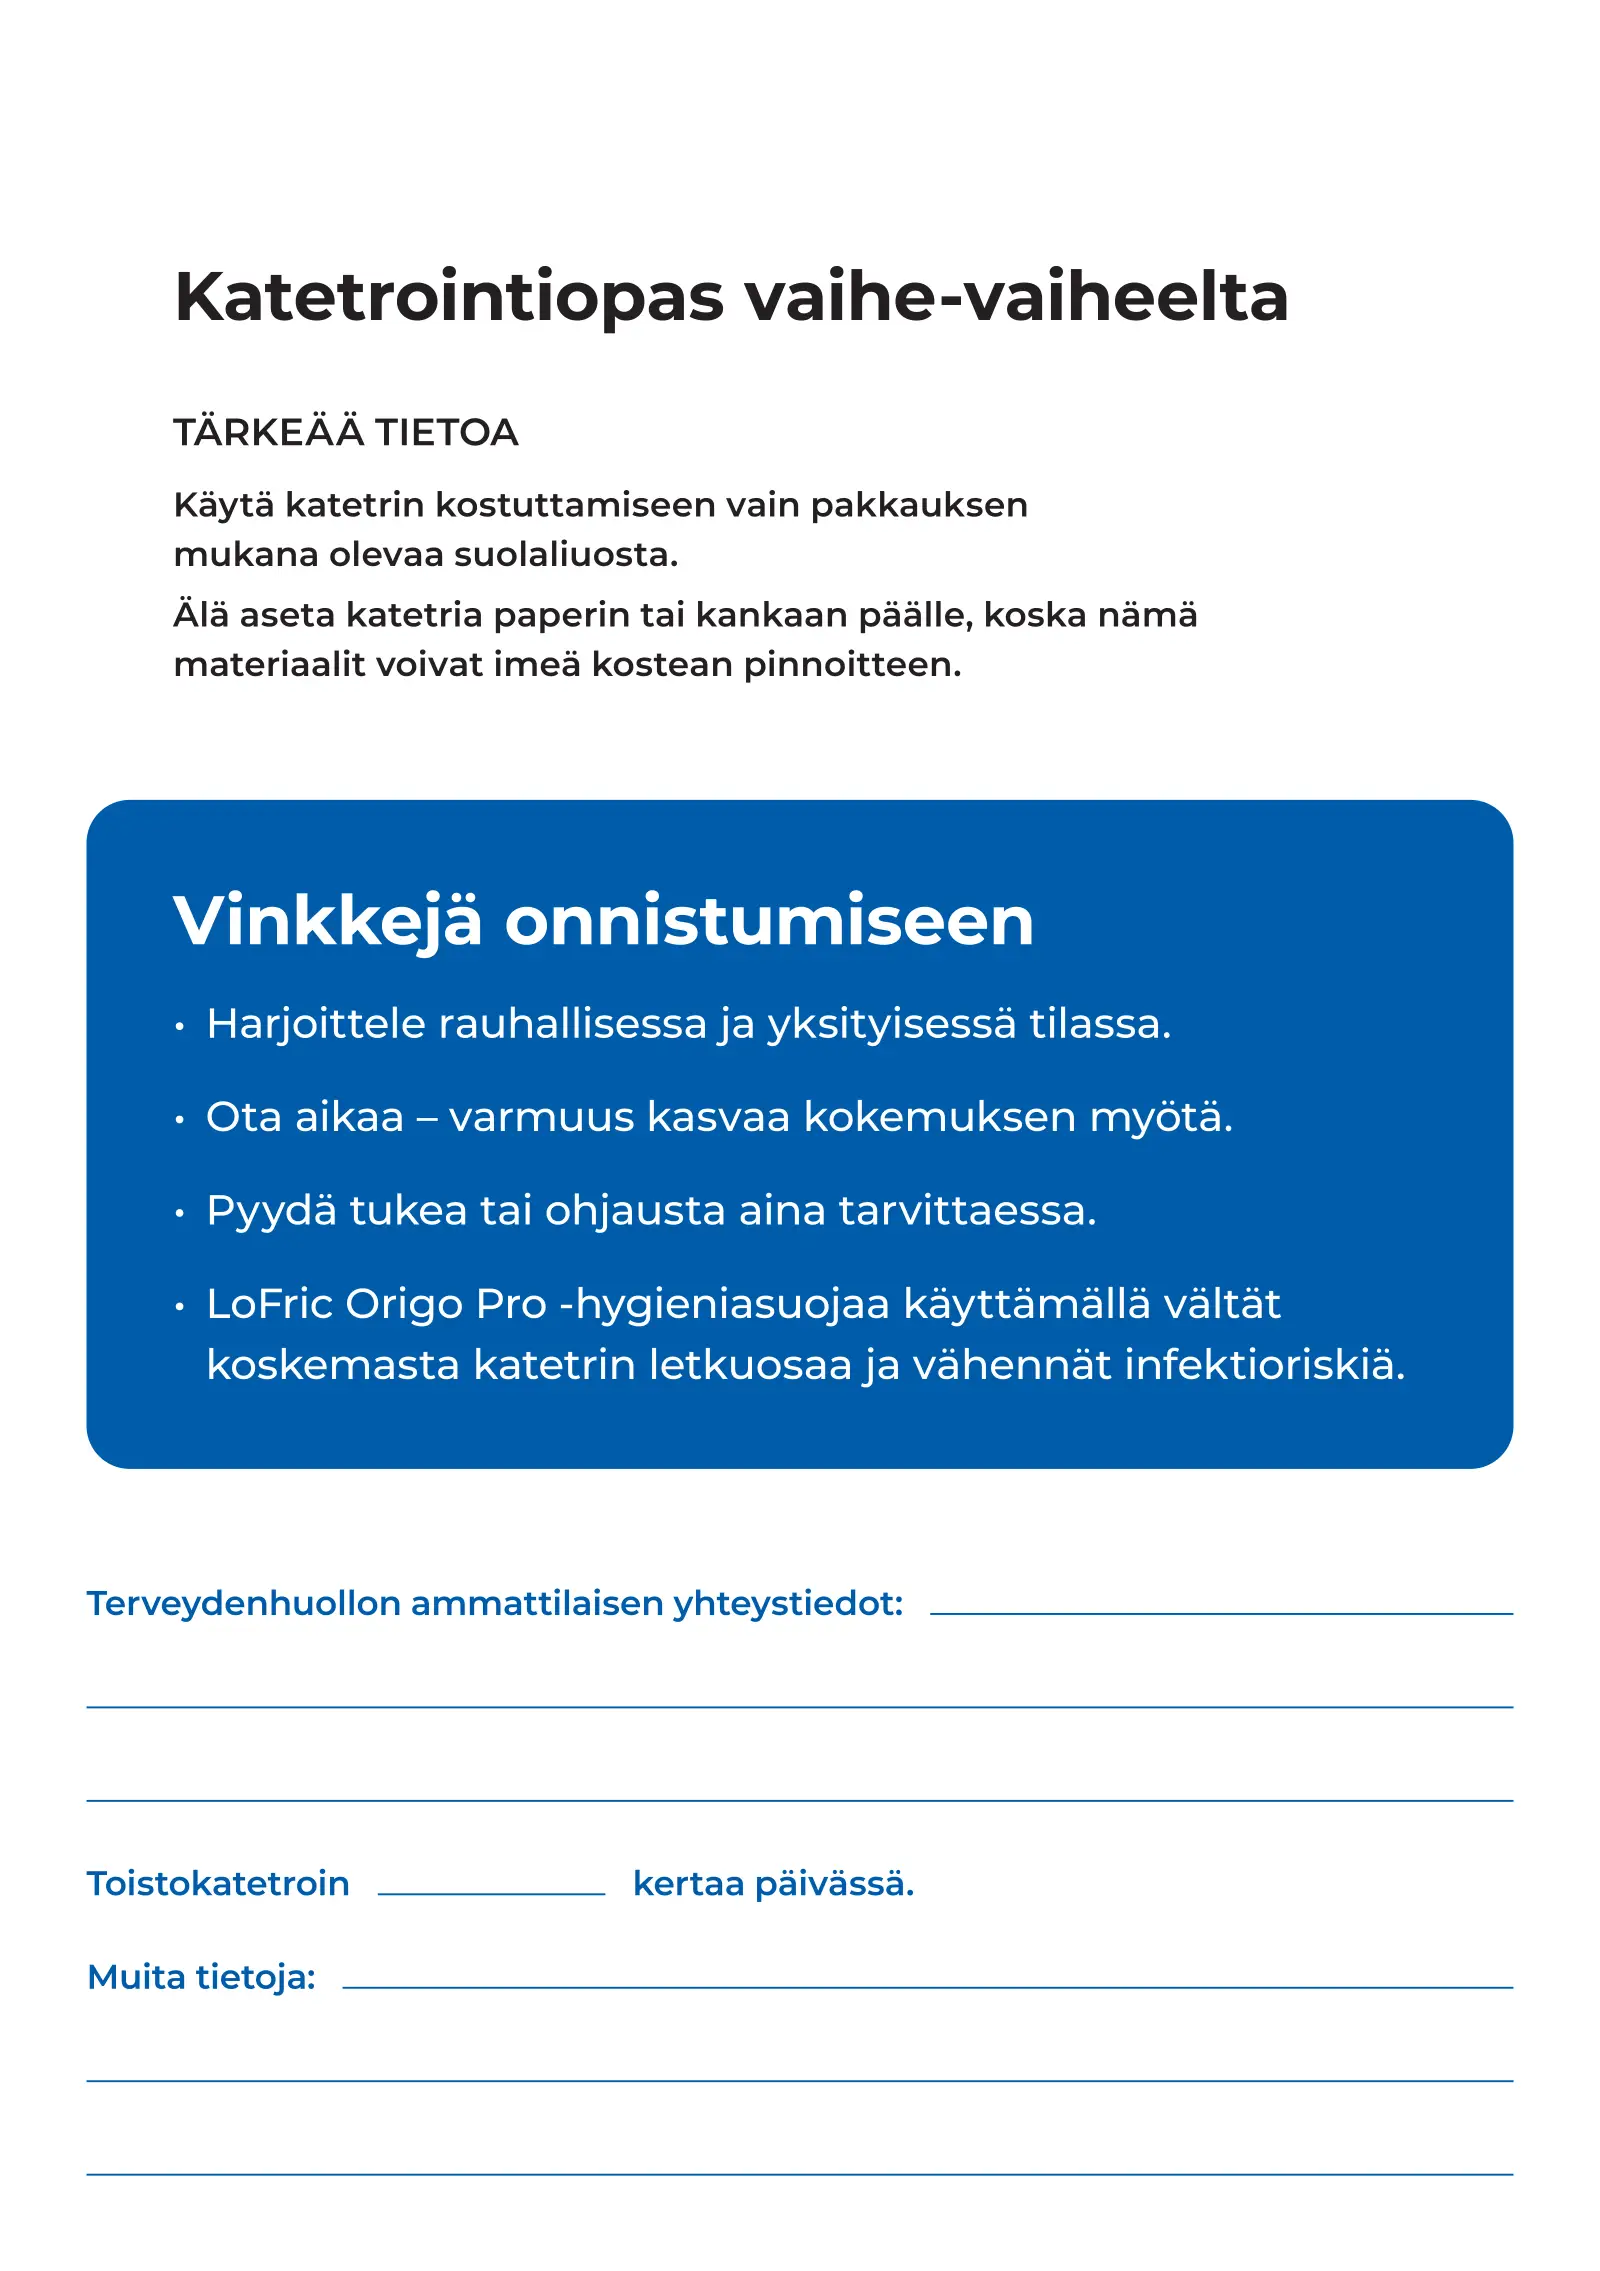 Katetrointiopas vaihe-vaiheelta
TÄRKEÄÄ TIETOA
Käytä katetrin kostuttamiseen vain pakkauksen
mukana olevaa suolaliuosta.
Älä aseta katetria paperin tai kankaan päälle, koska nämä
materiaalit voivat imeä kostean pinnoitteen.
Vinkkejä onnistumiseen
• Harjoittele rauhallisessa ja yksityisessä tilassa.
• Ota aikaa – varmuus kasvaa kokemuksen myötä.
• Pyydä tukea tai ohjausta aina tarvittaessa.
• LoFric Origo Pro -hygieniasuojaa käyttämällä vältät
koskemasta katetrin letkuosaa ja vähennät infektioriskiä.
Terveydenhuollon ammattilaisen yhteystiedot:
Toistokatetroin kertaa päivässä.
Muita tietoja: